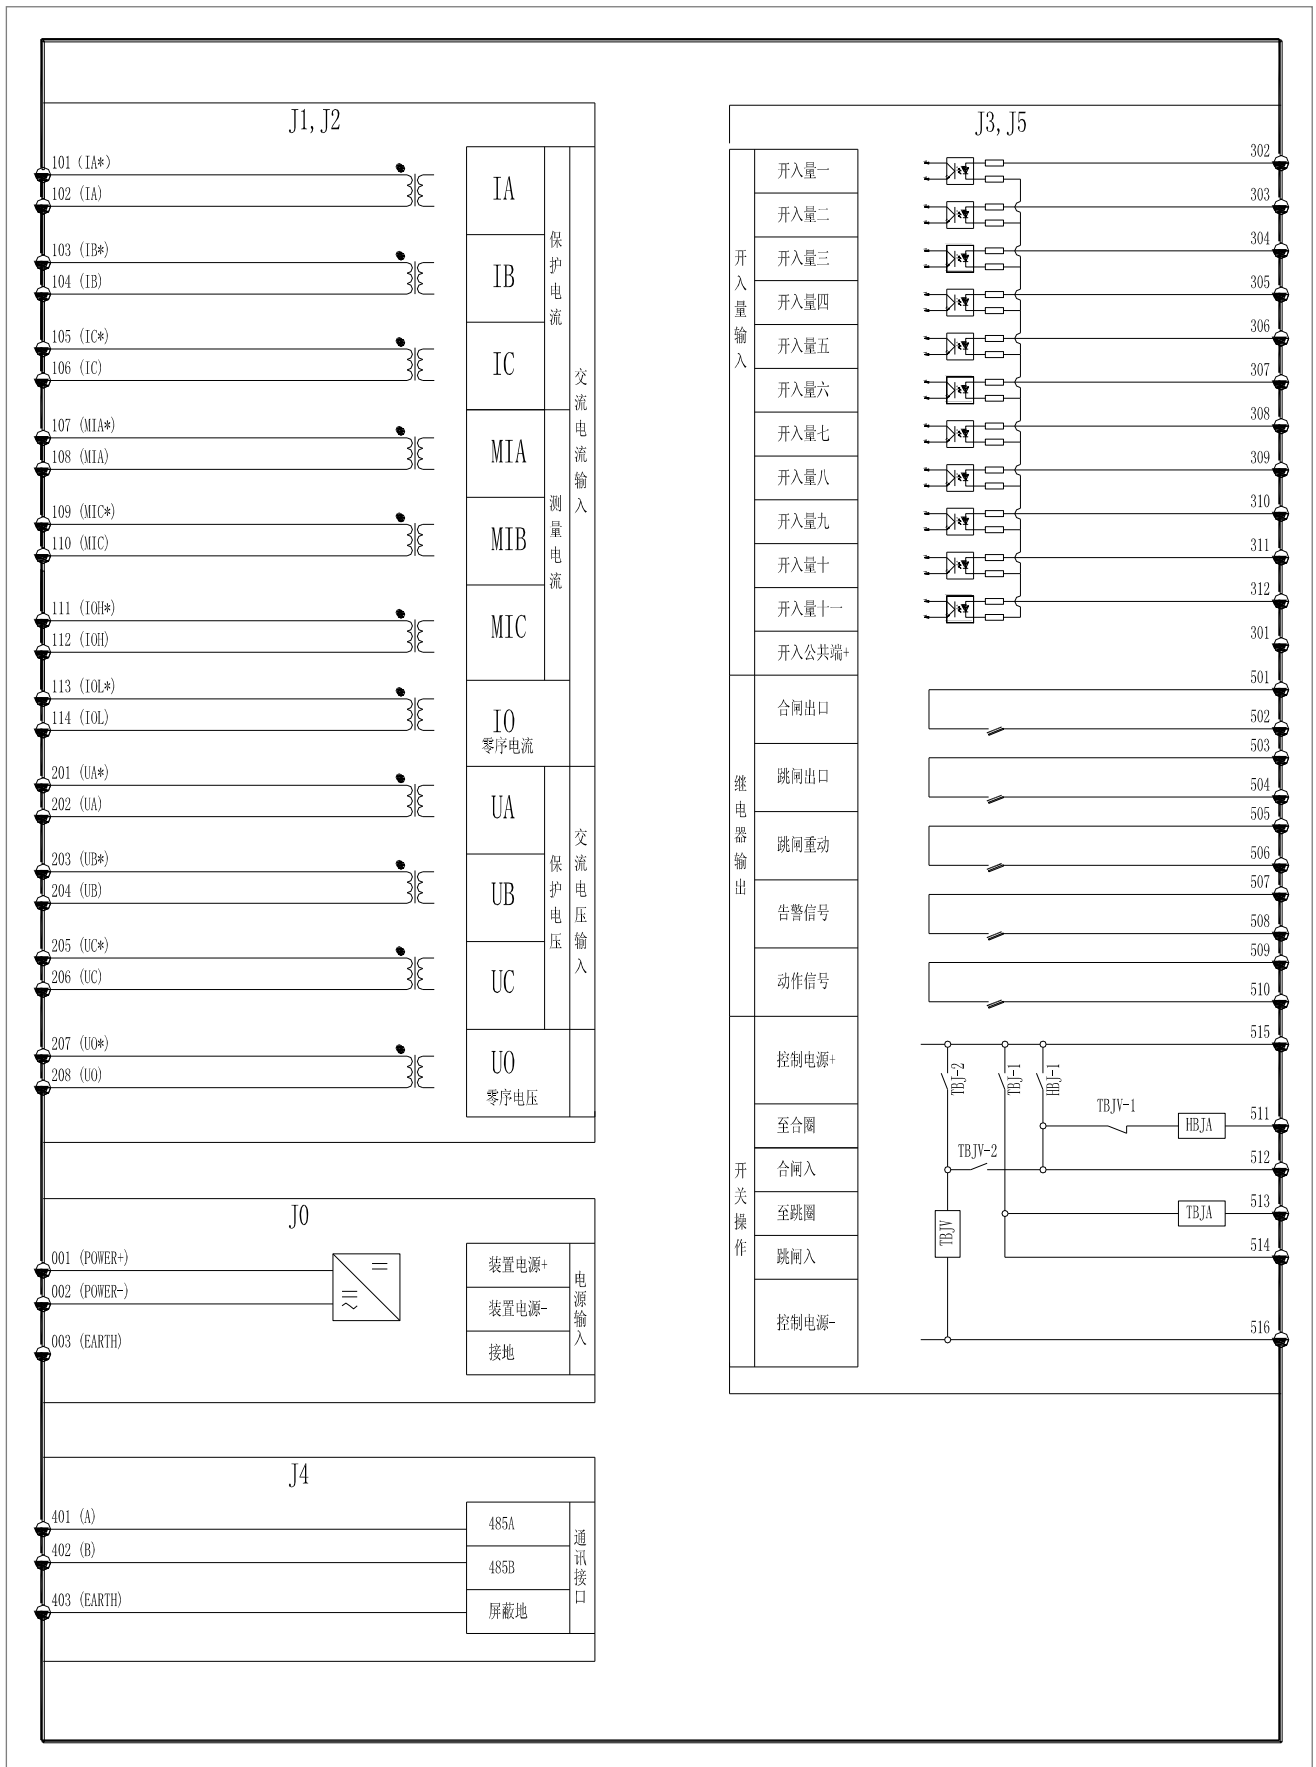 J1, J2
101 (IA*)
102 (IA)
103 (IB*)
104 (IB)
105 (IC*)
106 (IC)
107 (MIA*)
108 (MIA)
109 (MIC*)
110 (MIC)
111 (IOH*)
112 (IOH)
113 (IOL*)
114 (IOL)
201 (UA*)
202 (UA)
203 (UB*)
204 (UB)
205 (UC*)
206 (UC)
207 (UO*)
208 (UO)
IA
IB
IC
MIA
MIB
MIC
IO
零序电流
UA
UB
UC
UO
零序电压
保护电流
测量电流
交流电流输入
保护电压
交流电压输入
J0
001 (POWER+)
002 (POWER-)
003 (EARTH)
装置电源+
装置电源-
接地
电源输入
J4
401 (A)
402 (B)
403 (EARTH)
485A
485B
屏蔽地
通讯接口
J3, J5
开入量输入
开入量一
开入量二
开入量三
开入量四
开入量五
开入量六
开入量七
开入量八
开入量九
开入量十
开入量十一
开入公共端+
302
303
304
305
306
307
308
309
310
311
312
301
继电器输出
合闸出口
跳闸出口
跳闸重动
告警信号
动作信号
501
502
503
504
505
506
507
508
509
510
开关操作
控制电源+
至合圈
合闸入
至跳圈
跳闸入
控制电源-
TBJ-2
TBJ-1
HBJ-1
TBJV-1
HBJA
TBJV-2
TBJV
TBJA
515
511
512
513
514
516